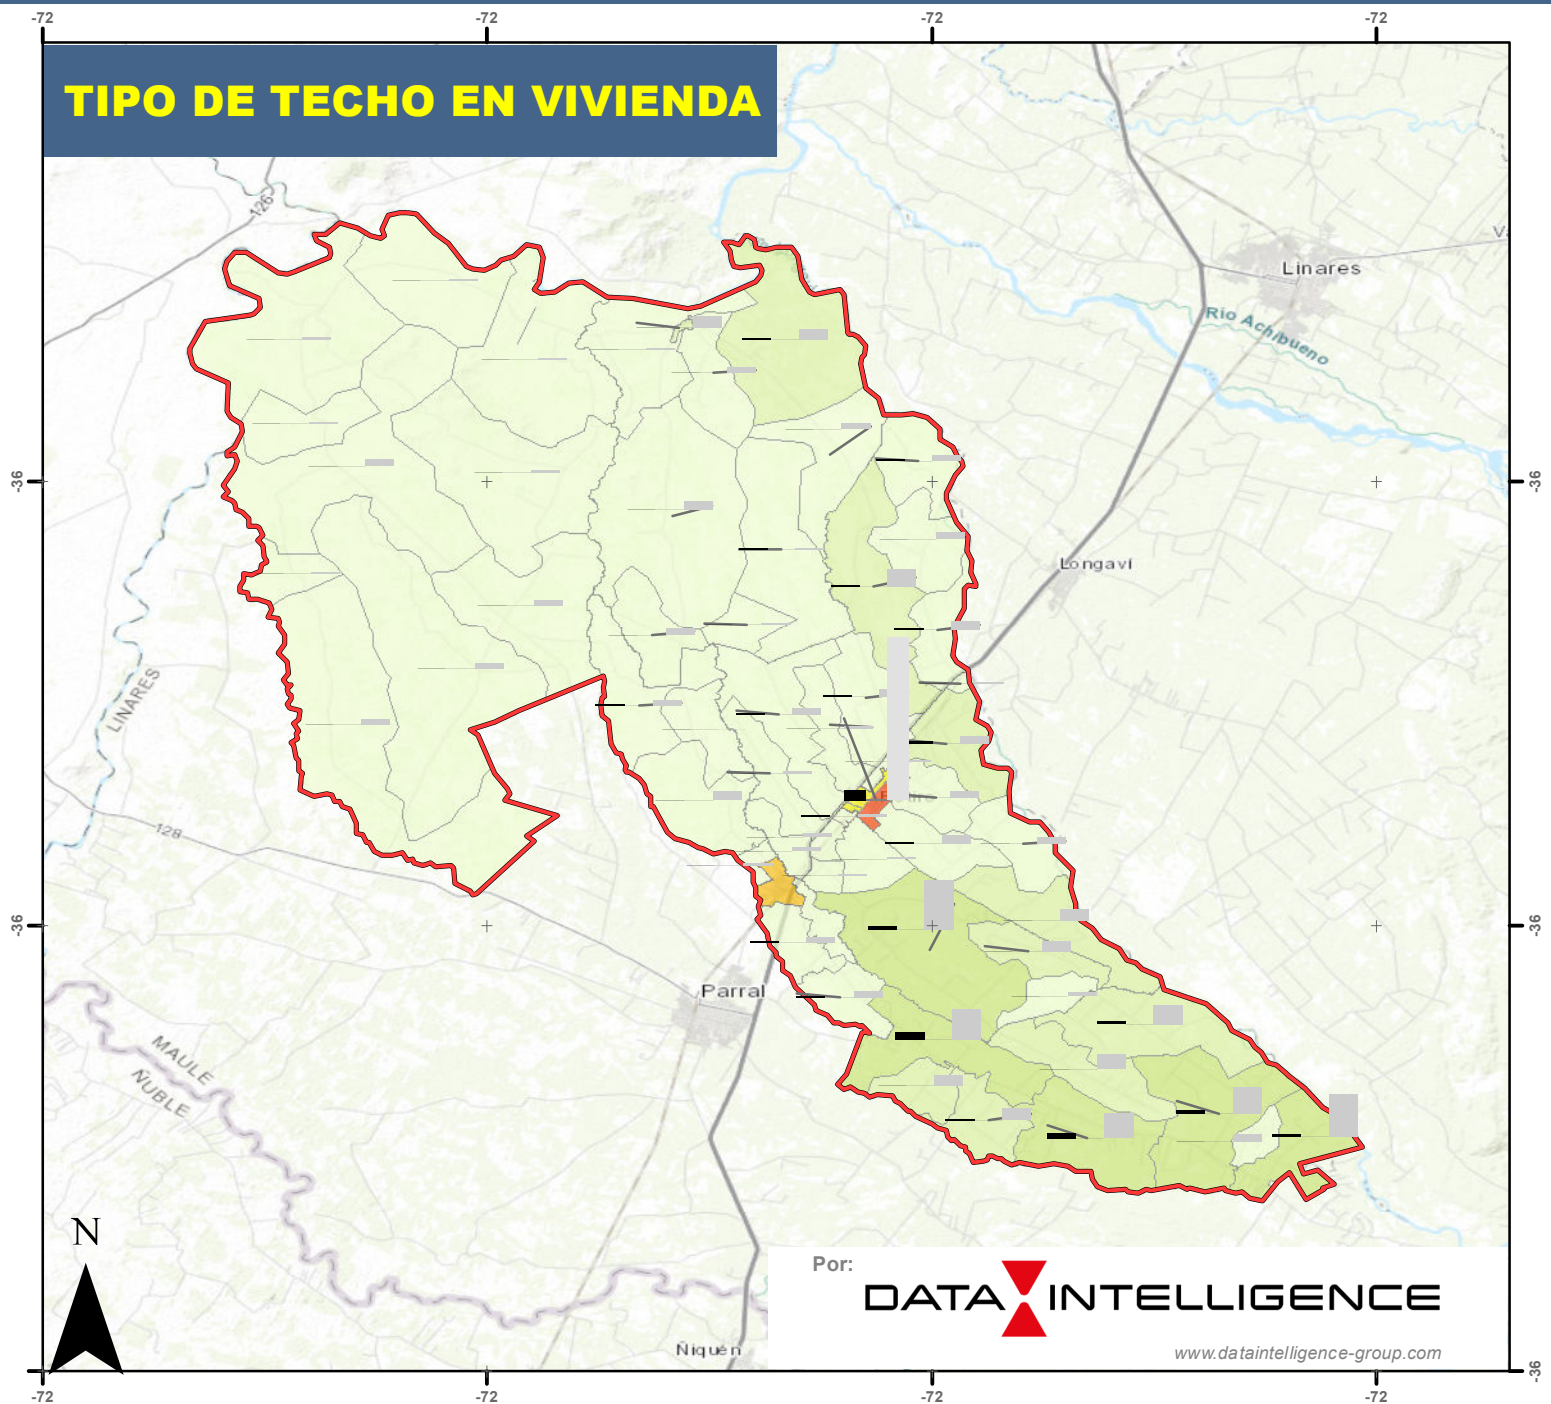 -72
-72
-72
-72
TIPO DE TECHO EN VIVIENDA
126
Linares
Río Achibueno
-36
-36
Longaví
LINARES
128
-36
-36
Parral
MAULE
ÑUBLE
N
Por:
DATA INTELLIGENCE
www.dataintelligence-group.com
Ñiquén
-36
-72
-72
-72
-72